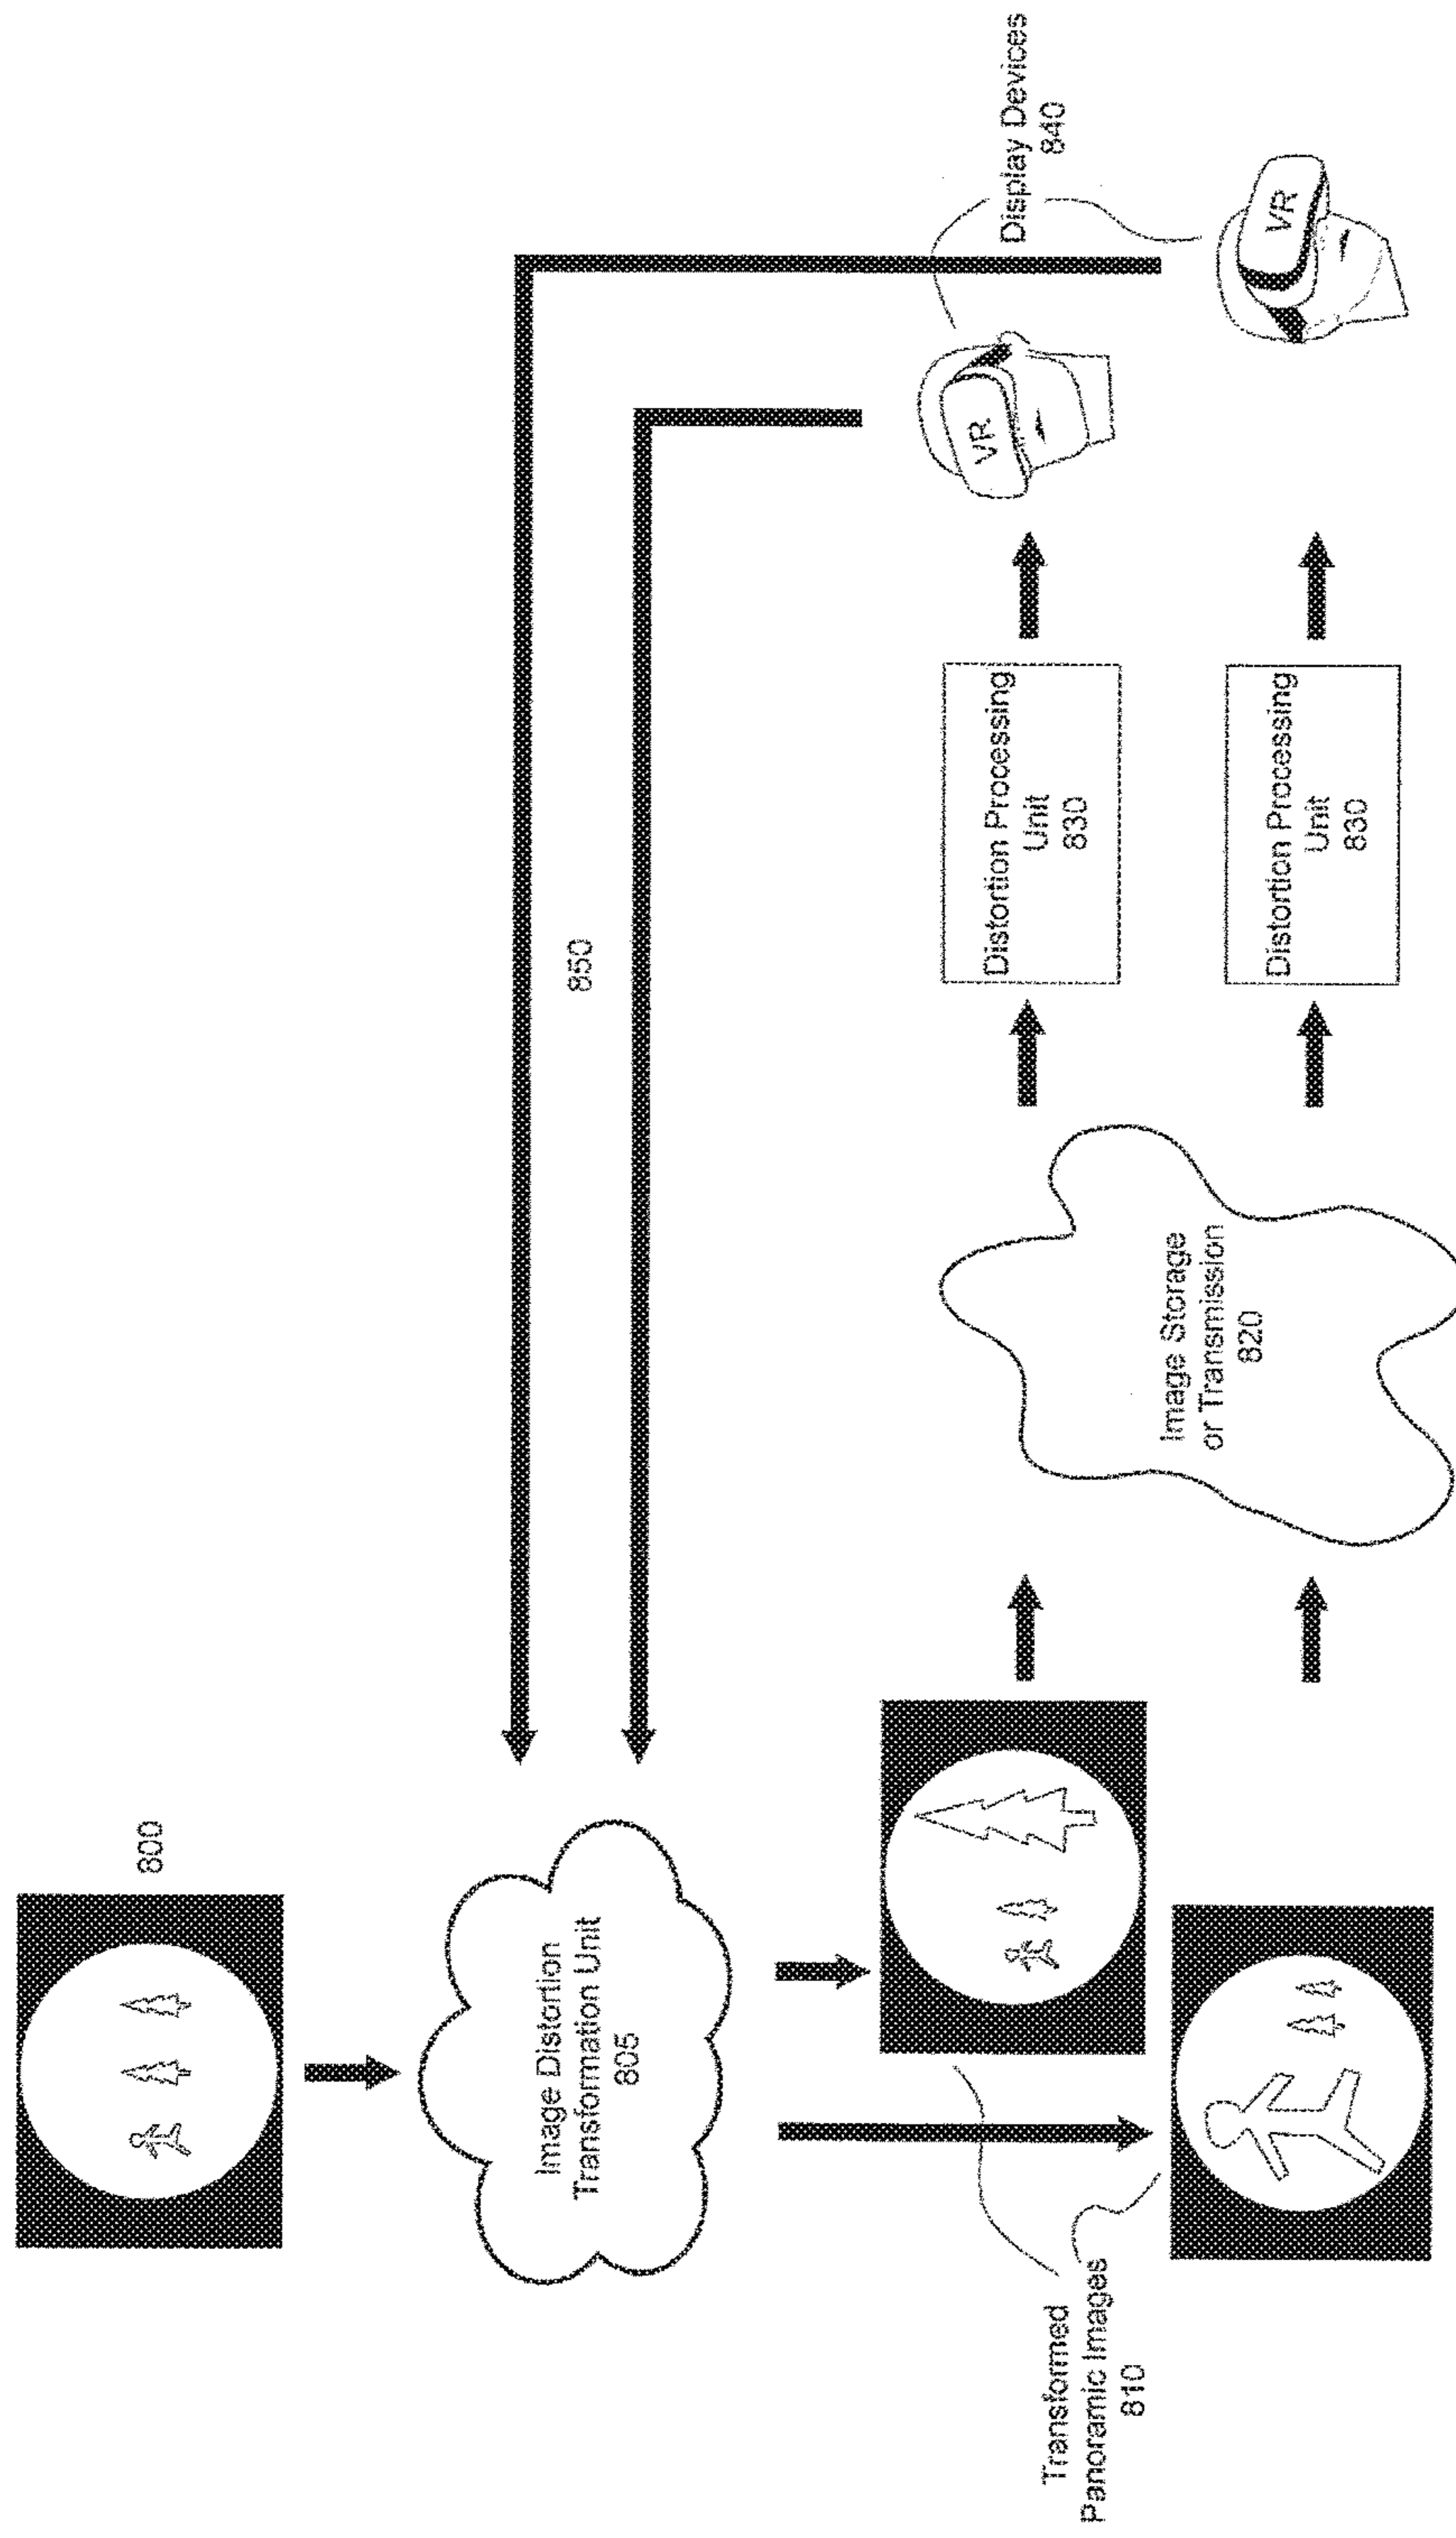 800
Image Distortion
Transformation Unit
805
850
Transformed
Panoramic Images
810
Image Storage
or Transmission
820
Distortion Processing
Unit
830
Distortion Processing
Unit
830
VR
VR
Display Devices
840